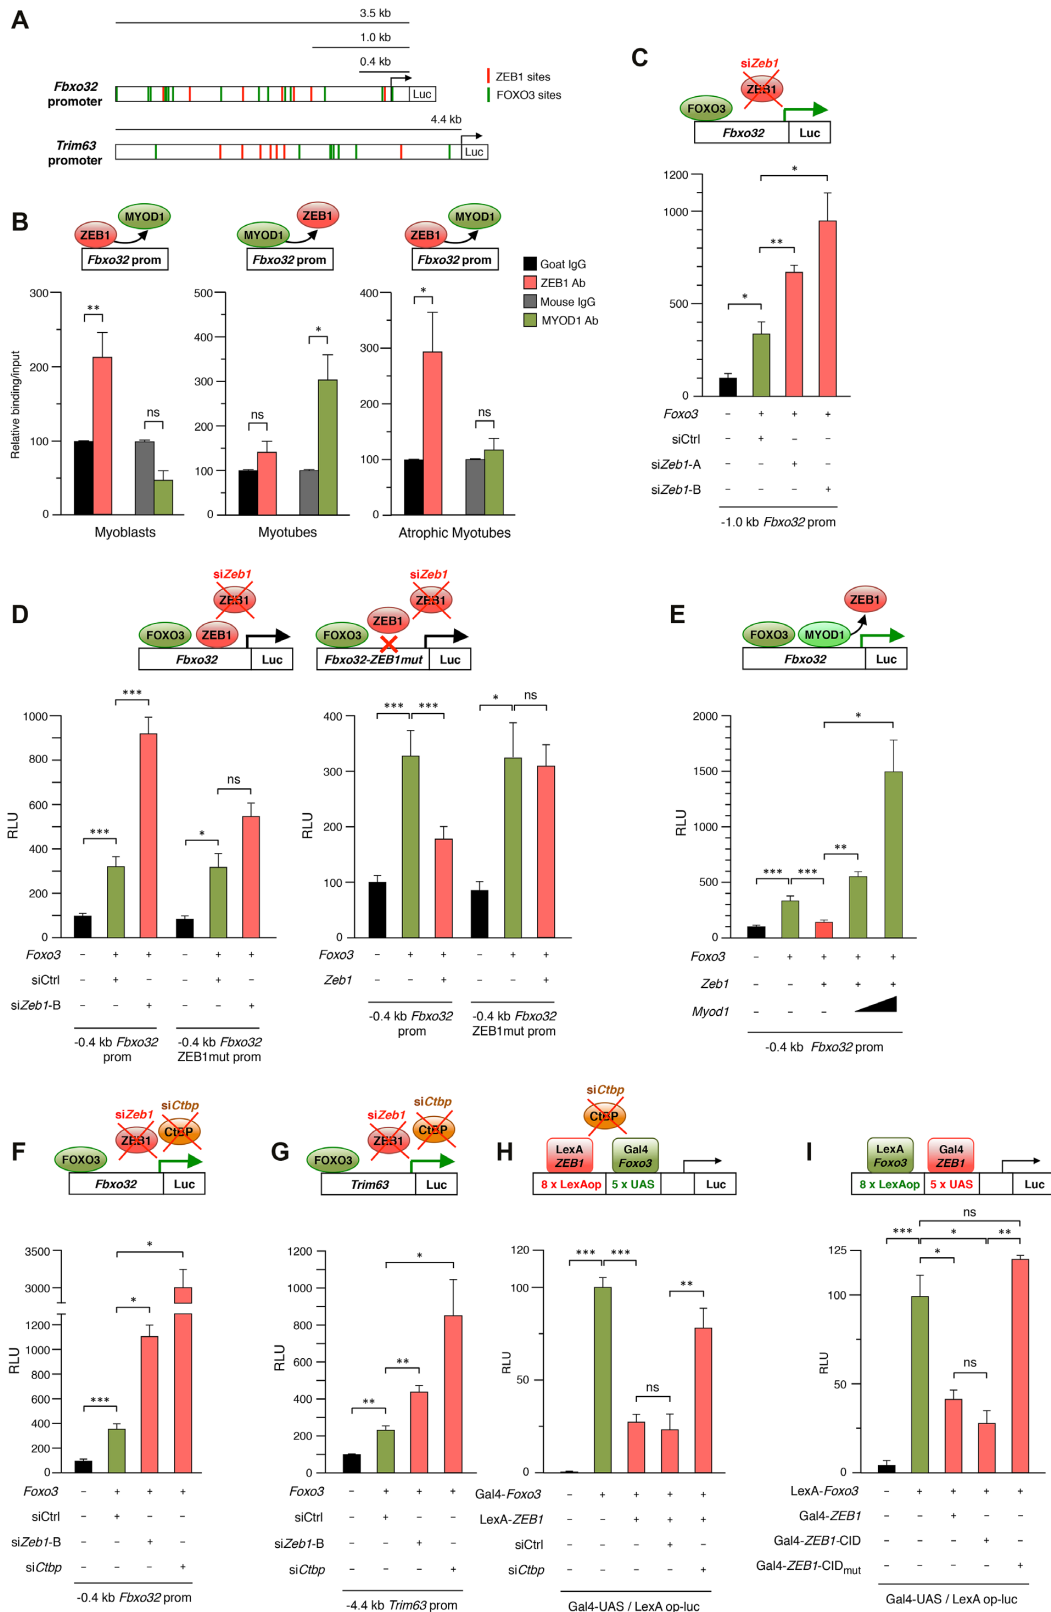 A
3.5 kb
1.0 kb
0.4 kb
Fbxo32
promoter
Luc
ZEB1 sites
FOXO3 sites
4.4 kb
Trim63
promoter
Luc
B
ZEB1
MYOD1
Fbxo32 prom
MYOD1
ZEB1
Fbxo32 prom
ZEB1
MYOD1
Fbxo32 prom
Goat IgG
ZEB1 Ab
Mouse IgG
MYOD1 Ab
Relative binding/input
300
200
100
0
**
ns
Myoblasts
500
400
300
200
100
0
ns
*
Myotubes
400
300
200
100
0
*
ns
Atrophic Myotubes
C
siZeb1
ZEB1
FOXO3
Fbxo32
Luc
1200
1000
500
0
*
**
*
Foxo3 – + + +
siCtrl – + – –
siZeb1-A – – + –
siZeb1-B – – – +
-1.0 kb Fbxo32 prom
D
siZeb1
ZEB1
FOXO3
ZEB1
Fbxo32
Luc
siZeb1
ZEB1
ZEB1
FOXO3
Fbxo32-ZEB1mut
Luc
RLU
1000
800
600
400
200
0
***
***
*
ns
Foxo3 – + + – + +
siCtrl – + – – + –
siZeb1-B – – + – – +
-0.4 kb Fbxo32
prom
-0.4 kb Fbxo32
ZEB1mut prom
RLU
400
300
200
100
0
***
***
*
ns
Foxo3 – + + – + +
Zeb1 – – + – – +
-0.4 kb Fbxo32
prom
-0.4 kb Fbxo32
ZEB1mut prom
E
ZEB1
FOXO3
MYOD1
Fbxo32
Luc
RLU
2000
1500
1000
500
0
***
***
**
*
Foxo3 – + + + +
Zeb1 – – + + +
Myod1 – – –
-0.4 kb Fbxo32 prom
F
siZeb1
siCtbp
ZEB1
CtBP
FOXO3
Fbxo32
Luc
RLU
3500
3000
1200
1000
800
600
400
200
0
***
*
*
Foxo3 – + + +
siCtrl – + – –
siZeb1-B – – + –
siCtbp – – – +
-0.4 kb Fbxo32 prom
G
siZeb1
siCtbp
ZEB1
CtBP
FOXO3
Trim63
Luc
RLU
1200
1000
800
600
400
200
0
**
**
*
Foxo3 – + + +
siCtrl – + – –
siZeb1-B – – + –
siCtbp – – – +
-4.4 kb Trim63 prom
H
siCtbp
CtBP
LexA
ZEB1
Gal4
Foxo3
8 x LexAop
5 x UAS
Luc
RLU
120
100
50
0
***
***
ns
**
Gal4-Foxo3 – + + + +
LexA-ZEB1 – – + + +
siCtrl – – – + –
siCtbp – – – – +
Gal4-UAS / LexA op-luc
I
LexA
Foxo3
Gal4
ZEB1
8 x LexAop
5 x UAS
Luc
RLU
125
100
50
0
ns
***
*
**
*
ns
LexA-Foxo3 – + + + +
Gal4-ZEB1 – – + – –
Gal4-ZEB1-CID – – – + –
Gal4-ZEB1-CIDmut – – – – +
Gal4-UAS / LexA op-luc